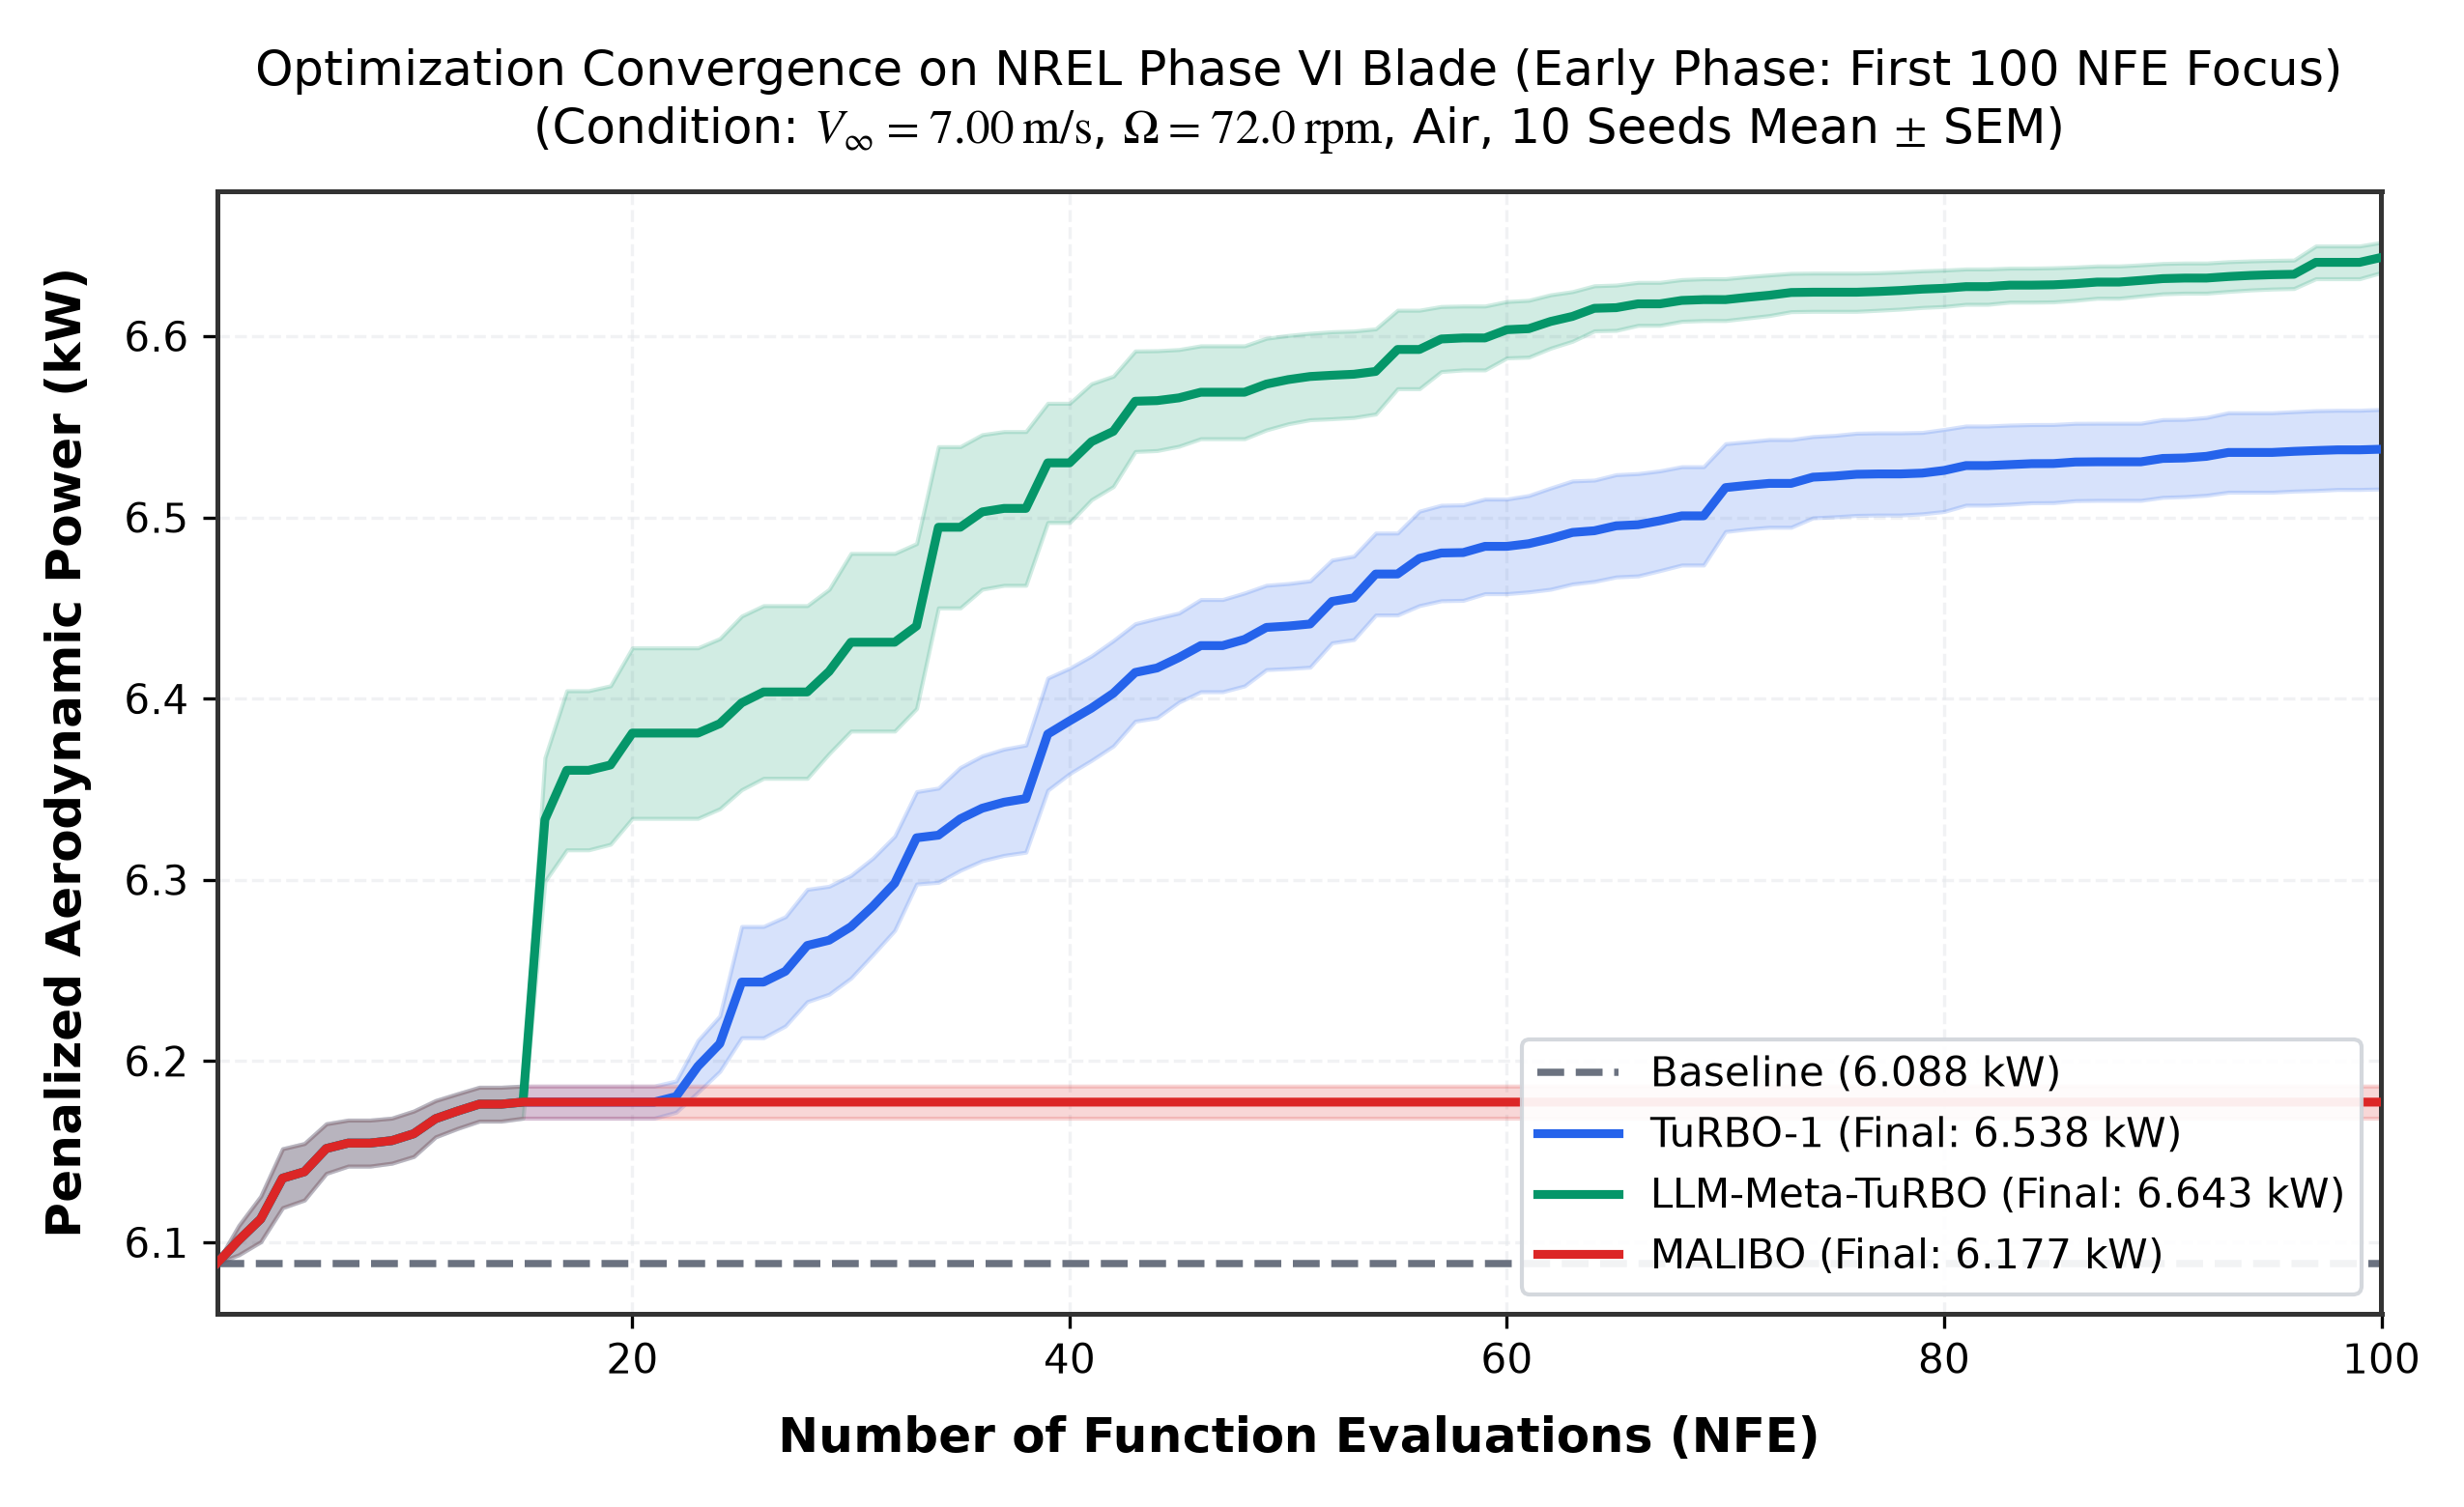 Optimization Convergence on NREL Phase VI Blade (Early Phase: First 100 NFE Focus)
(Condition: V∞ = 7.00 m/s, Ω = 72.0 rpm, Air, 10 Seeds Mean ± SEM)
Penalized Aerodynamic Power (kW)
6.6
6.5
6.4
6.3
6.2
6.1
Baseline (6.088 kW)
TuRBO-1 (Final: 6.538 kW)
LLM-Meta-TuRBO (Final: 6.643 kW)
MALIBO (Final: 6.177 kW)
20 40 60 80 100
Number of Function Evaluations (NFE)